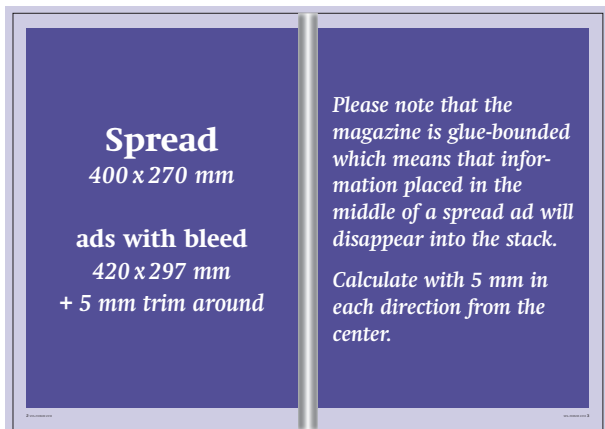 Spread
400 x 270 mm
ads with bleed
420 x 297 mm
+ 5 mm trim around
Please note that the
magazine is glue-bounded
which means that infor-
mation placed in the
middle of a spread ad will
disappear into the stack.
Calculate with 5 mm in
each direction from the
center.